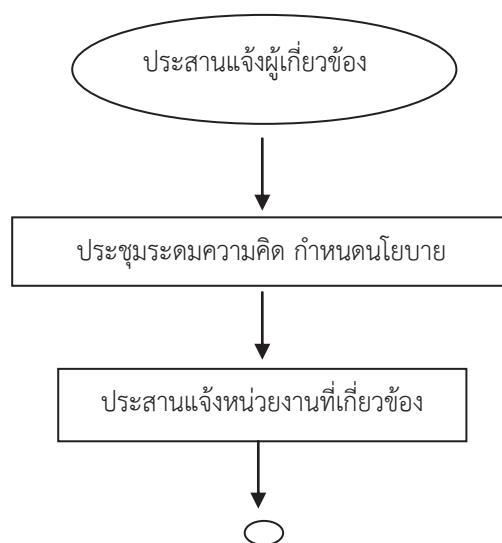 ประสานแจ้งผู้เกี่ยวข้อง
ประชุมระดมความคิด กำหนดนโยบาย
ประสานแจ้งหน่วยงานที่เกี่ยวข้อง